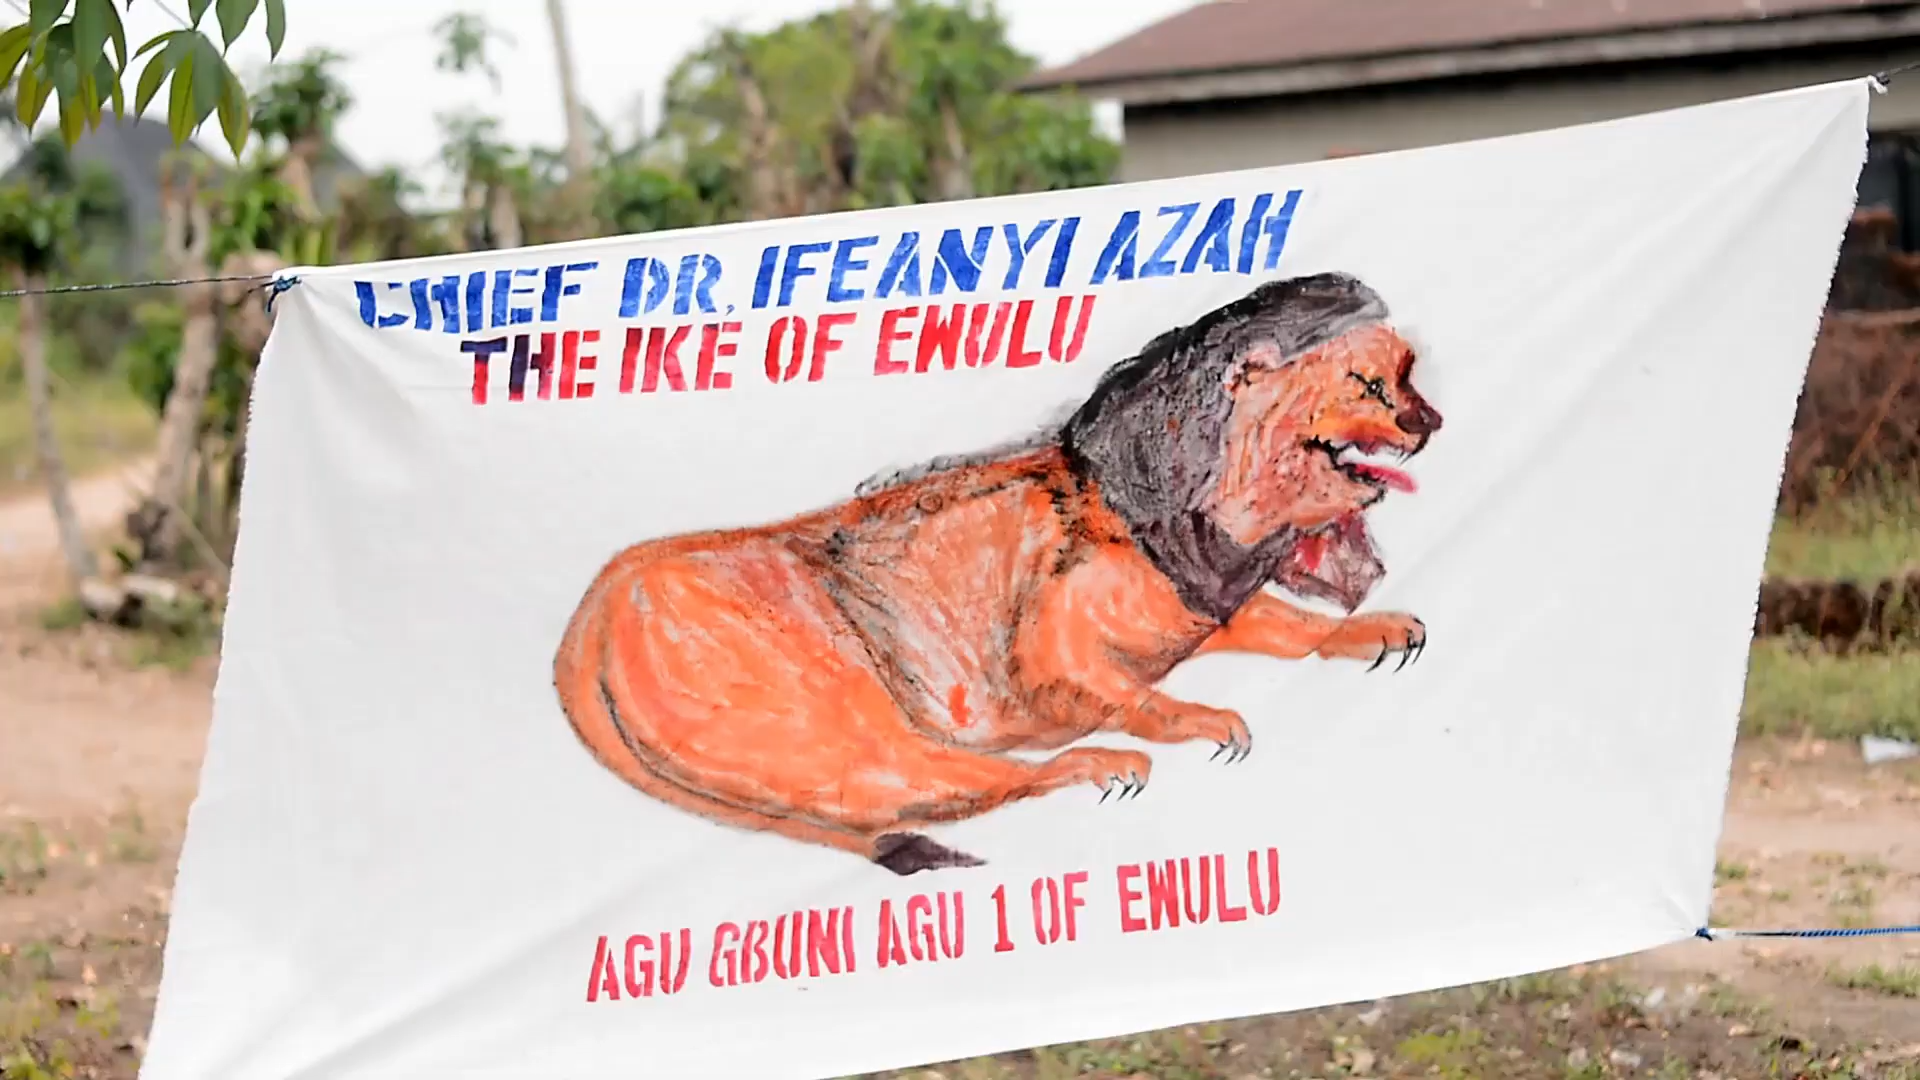 CHIEF DR, IFEANYI AZAH
THE IKE OF EWULU
AGU GBUNI AGU 1 OF EWULU